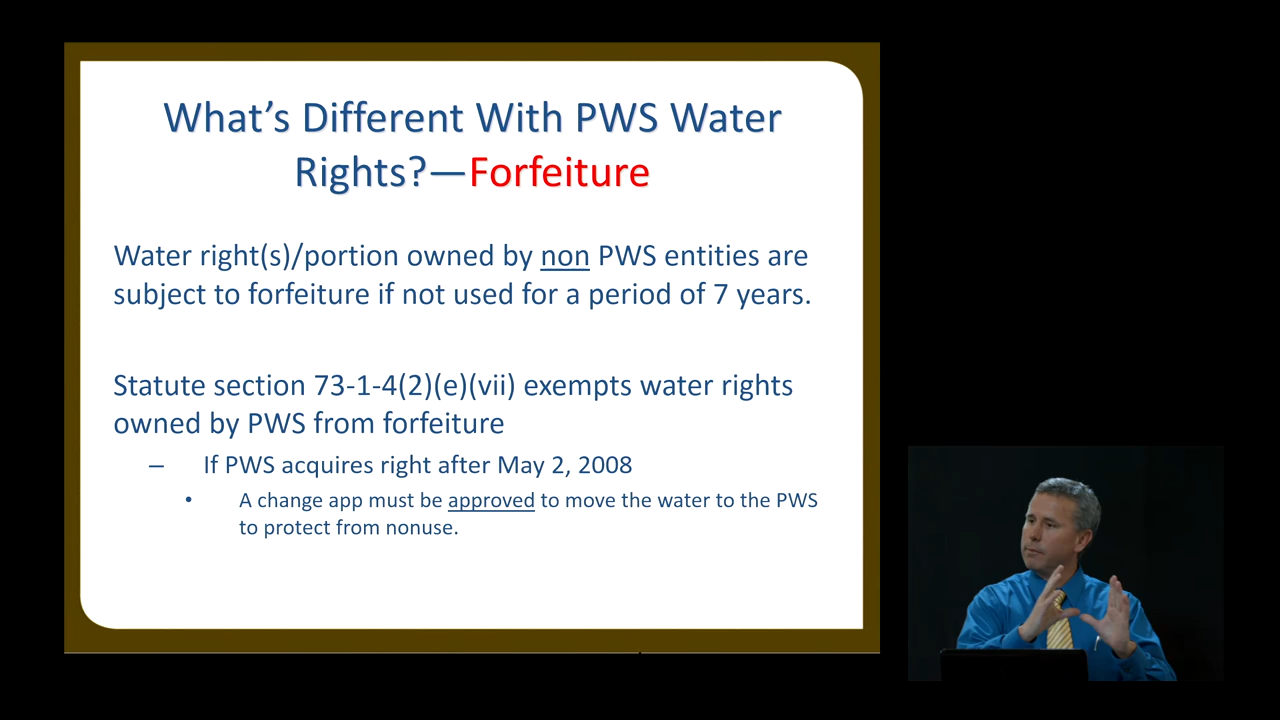 What’s Different With PWS Water
Rights?—Forfeiture
Water right(s)/portion owned by non PWS entities are
subject to forfeiture if not used for a period of 7 years.
Statute section 73-1-4(2)(e)(vii) exempts water rights
owned by PWS from forfeiture
– If PWS acquires right after May 2, 2008
• A change app must be approved to move the water to the PWS
to protect from nonuse.